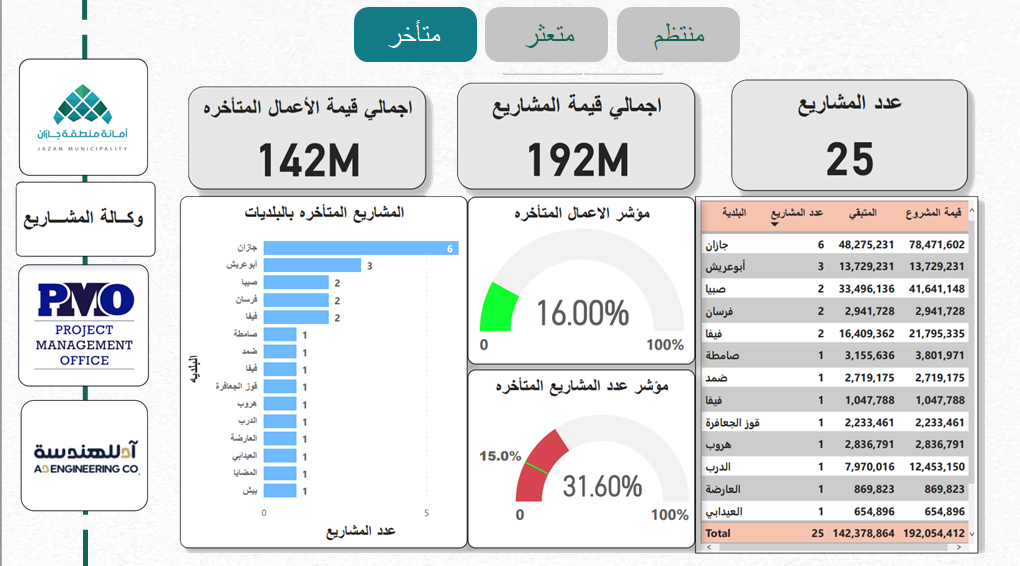 منتظم
متعثر
متأخر
أمانة منطقة جازان
JAZAN MUNICIPALITY
وكـالة المشـــاريع
PMO
PROJECT
MANAGEMENT
OFFICE
آد للهندسة
AD ENGINEERING CO.
عدد المشاريع
25
اجمالي قيمة المشاريع
192M
اجمالي قيمة الأعمال المتأخره
142M
المشاريع المتأخره بالبلديات
البلديه
جازان 6
أبوعريش 3
صبيا 2
فرسان 2
فيفا 2
صامطة 1
ضمد 1
فيفا 1
قوز الجعافرة 1
هروب 1
الدرب 1
العارضة 1
العيدابي 1
المضايا 1
بيش 1
0 5
عدد المشاريع
مؤشر الاعمال المتأخره
16.00%
0 100%
مؤشر عدد المشاريع المتأخره
15.0%
31.60%
0 100%
البلدية عدد المشاريع المتبقي قيمة المشروع
جازان 6 48,275,231 78,471,602
أبوعريش 3 13,729,231 13,729,231
صبيا 2 33,496,136 41,641,148
فرسان 2 2,941,728 2,941,728
فيفا 2 16,409,362 21,795,335
صامطة 1 3,155,636 3,801,971
ضمد 1 2,719,175 2,719,175
فيفا 1 1,047,788 1,047,788
قوز الجعافرة 1 2,233,461 2,233,461
هروب 1 2,836,791 2,836,791
الدرب 1 7,970,016 12,453,150
العارضة 1 869,823 869,823
العيدابي 1 654,896 654,896
Total 25 142,378,864 192,054,412